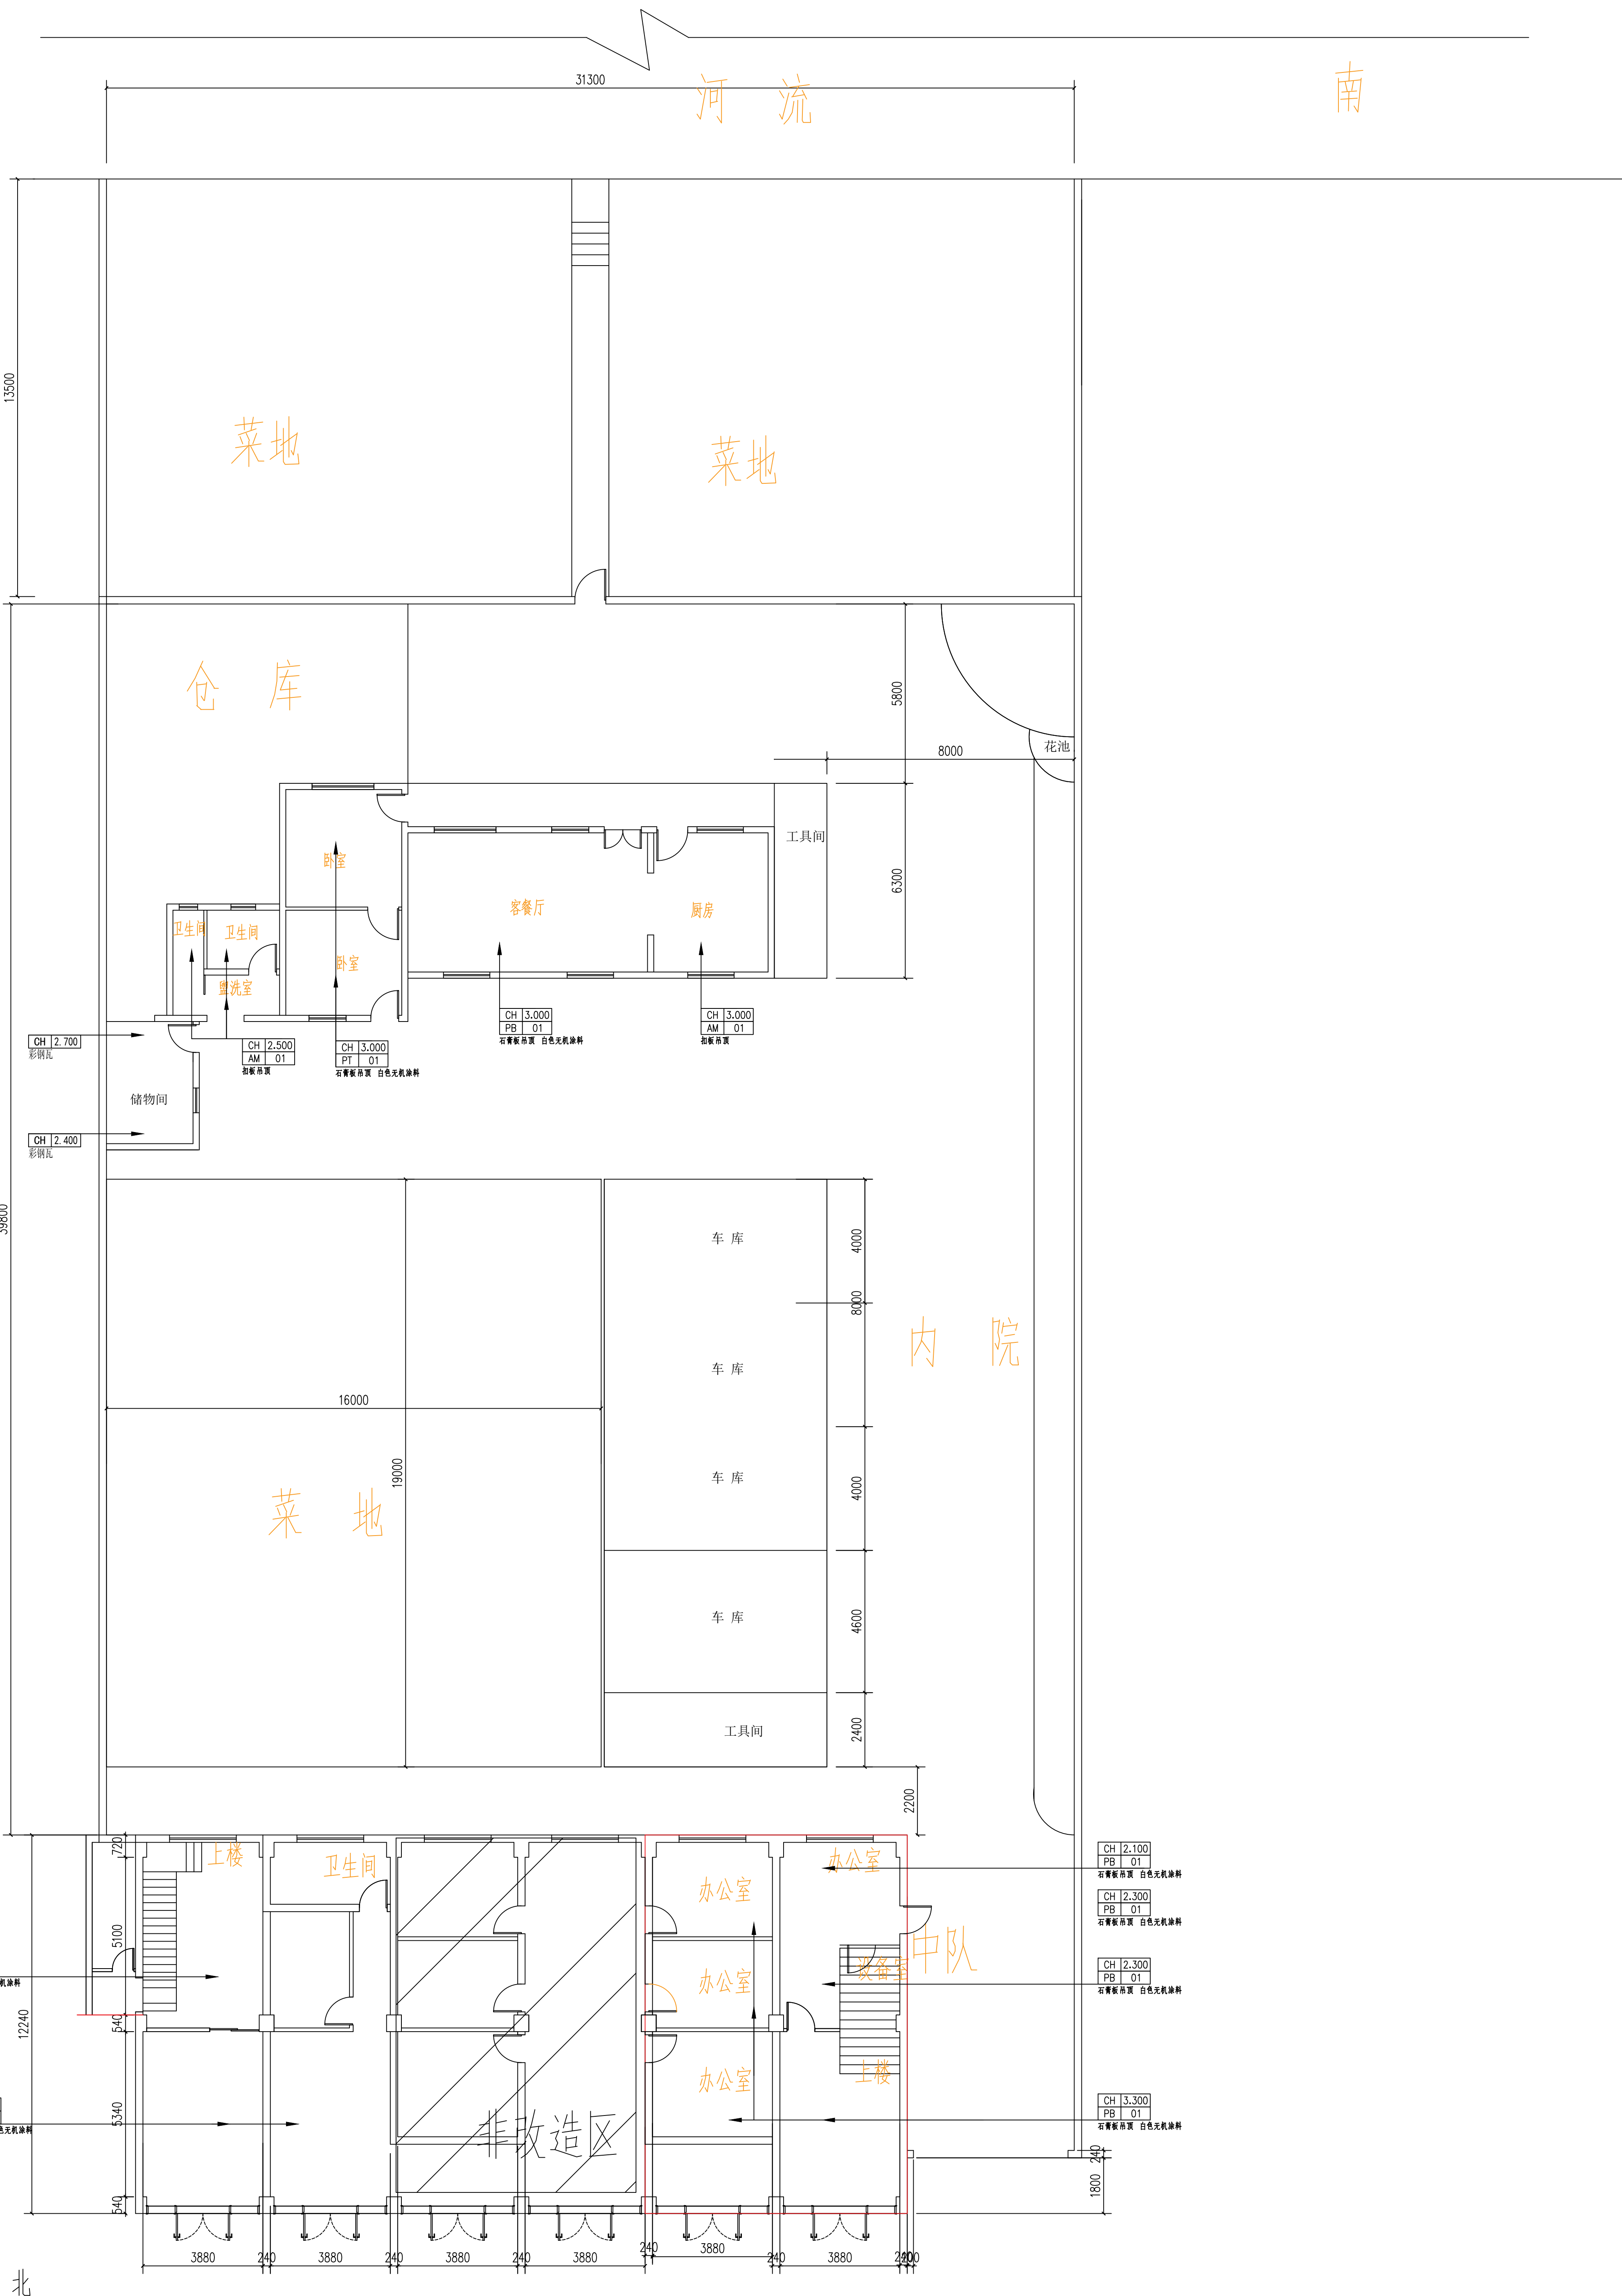 31300
河 流
南
13500
菜地
菜地
仓 库
5800
8000
花池
工具间
卧室
6300
客餐厅
厨房
卫生间
卫生间
卧室
盥洗室
CH 3.000
PB 01
石膏板吊顶 白色无机涂料
CH 3.000
AM 01
扣板吊顶
CH 2.700
彩钢瓦
CH 2.500
AM 01
扣板吊顶
CH 3.000
PT 01
石膏板吊顶 白色无机涂料
储物间
CH 2.400
彩钢瓦
39800
车 库
4000
8000
内 院
车 库
16000
19000
车 库
4000
菜 地
车 库
4600
工具间
2400
2200
720
上楼
卫生间
办公室
办公室
CH 2.100
PB 01
石膏板吊顶 白色无机涂料
CH 2.300
PB 01
石膏板吊顶 白色无机涂料
5100
中队
设备室
办公室
CH 2.300
PB 01
石膏板吊顶 白色无机涂料
机涂料
12240
540
办公室
上楼
5340
非改造区
CH 3.300
PB 01
石膏板吊顶 白色无机涂料
色无机涂料
240
1800
540
3880
240
3880
240
3880
240
3880
240
3880
240
3880
240
北